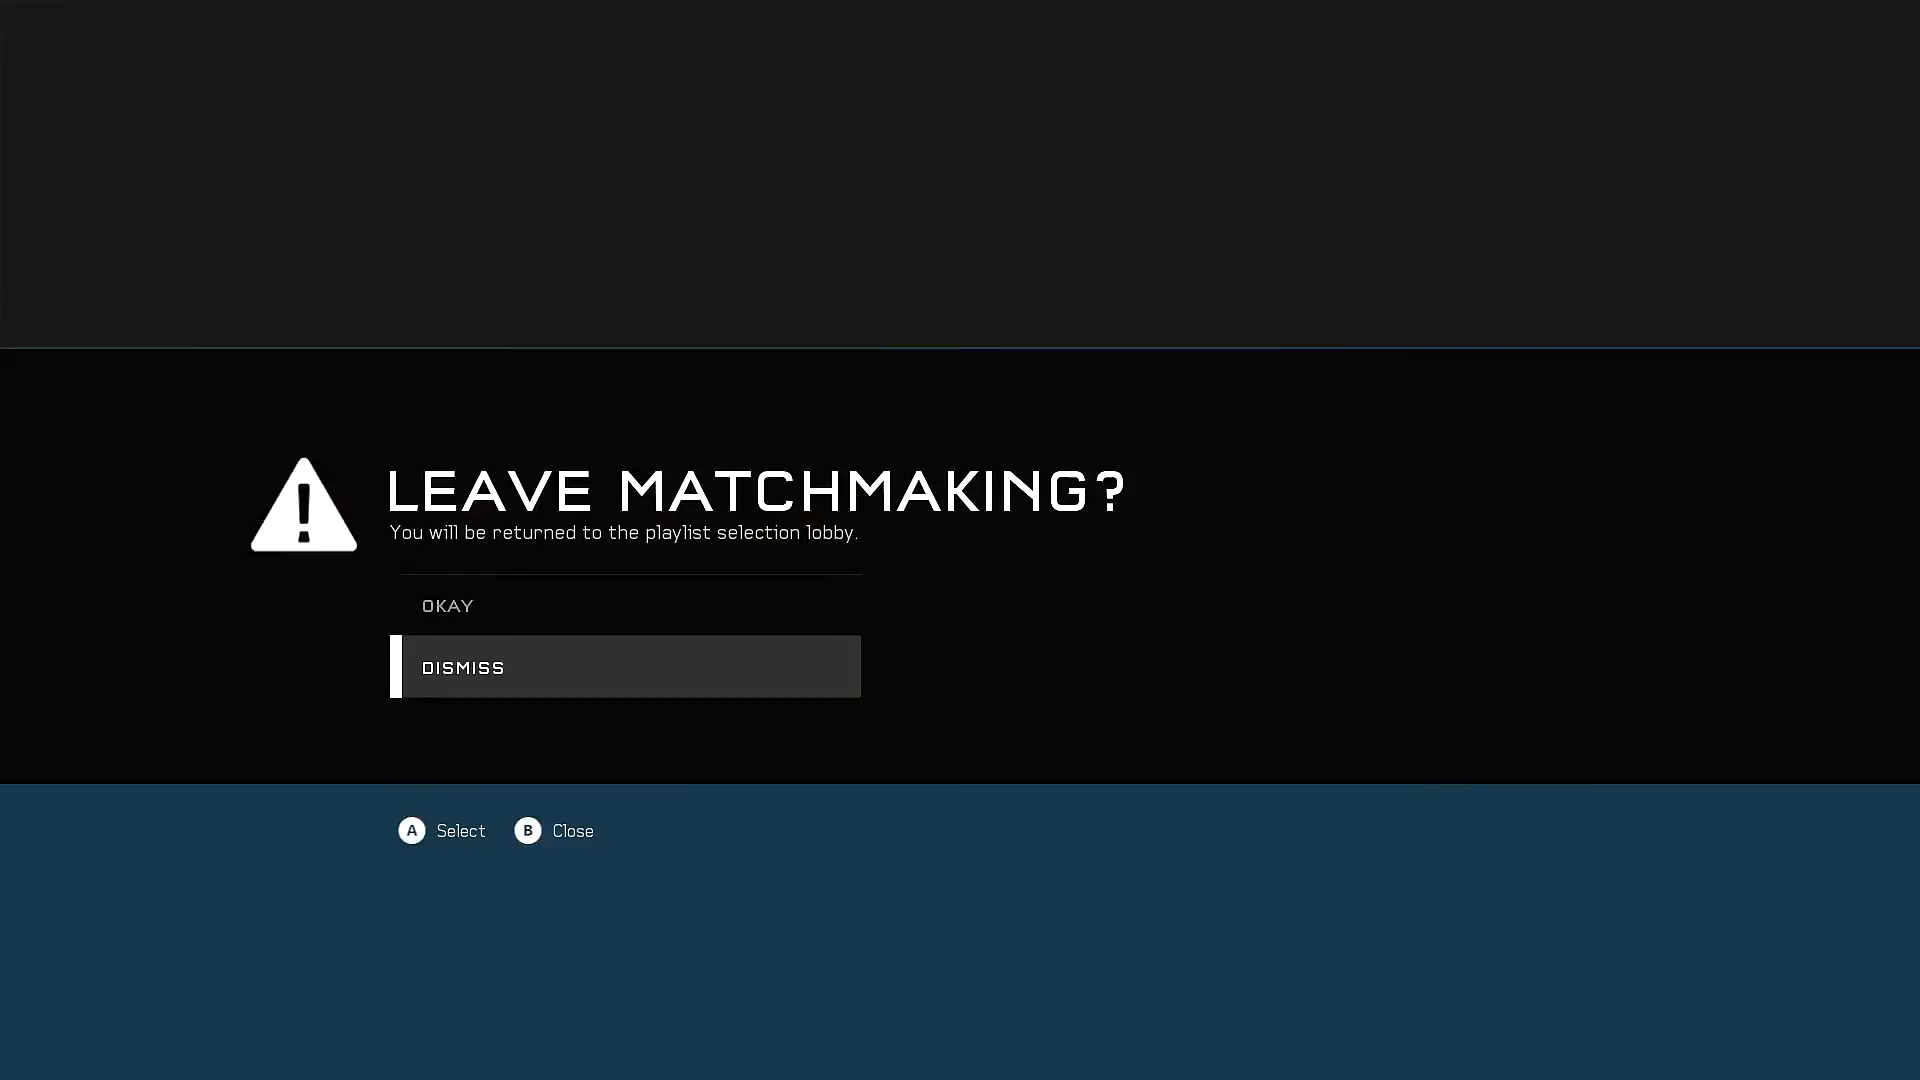 LEAVE MATCHMAKING?
You will be returned to the playlist selection lobby.
OKAY
DISMISS
A Select B Close